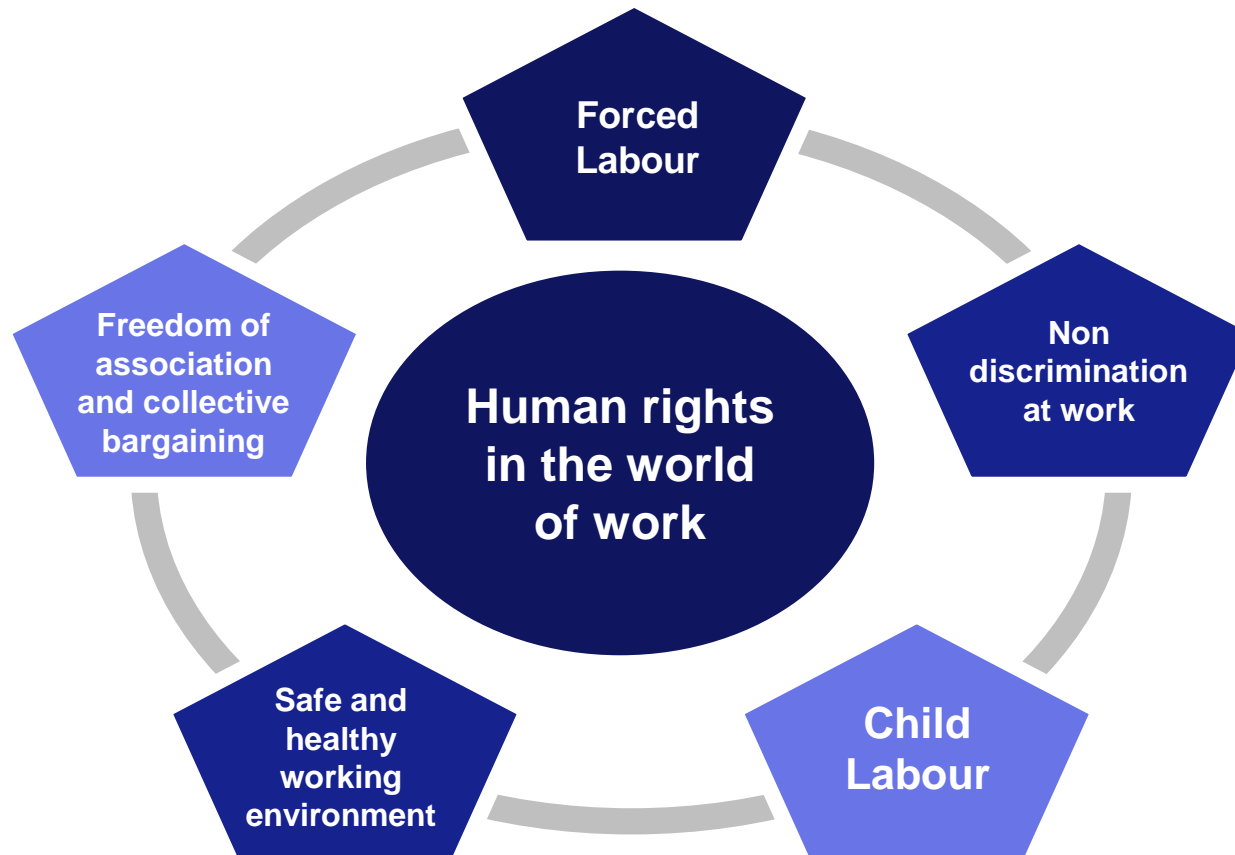 Forced
Labour
Non
discrimination
at work
Child
Labour
Safe and
healthy
working
environment
Freedom of
association
and collective
bargaining
Human rights
in the world
of work